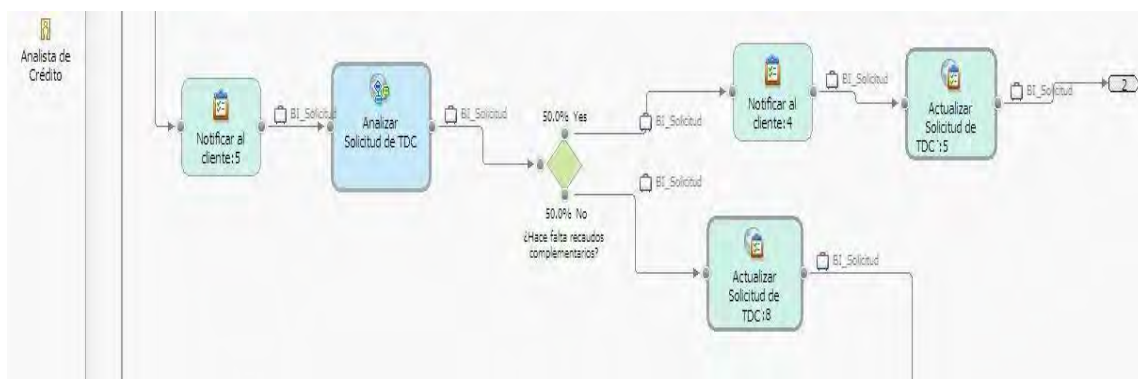 Analista de
Crédito
Notificar al
cliente:5
BI_Solicitud
Analizar
Solicitud de TDC
BI_Solicitud
50.0% Yes
50.0% No
¿Hace falta recaudos
complementarios?
BI_Solicitud
Notificar al
cliente:4
BI_Solicitud
Actualizar
Solicitud de
TDC:5
BI_Solicitud
2
BI_Solicitud
Actualizar
Solicitud de
TDC:8
BI_Solicitud